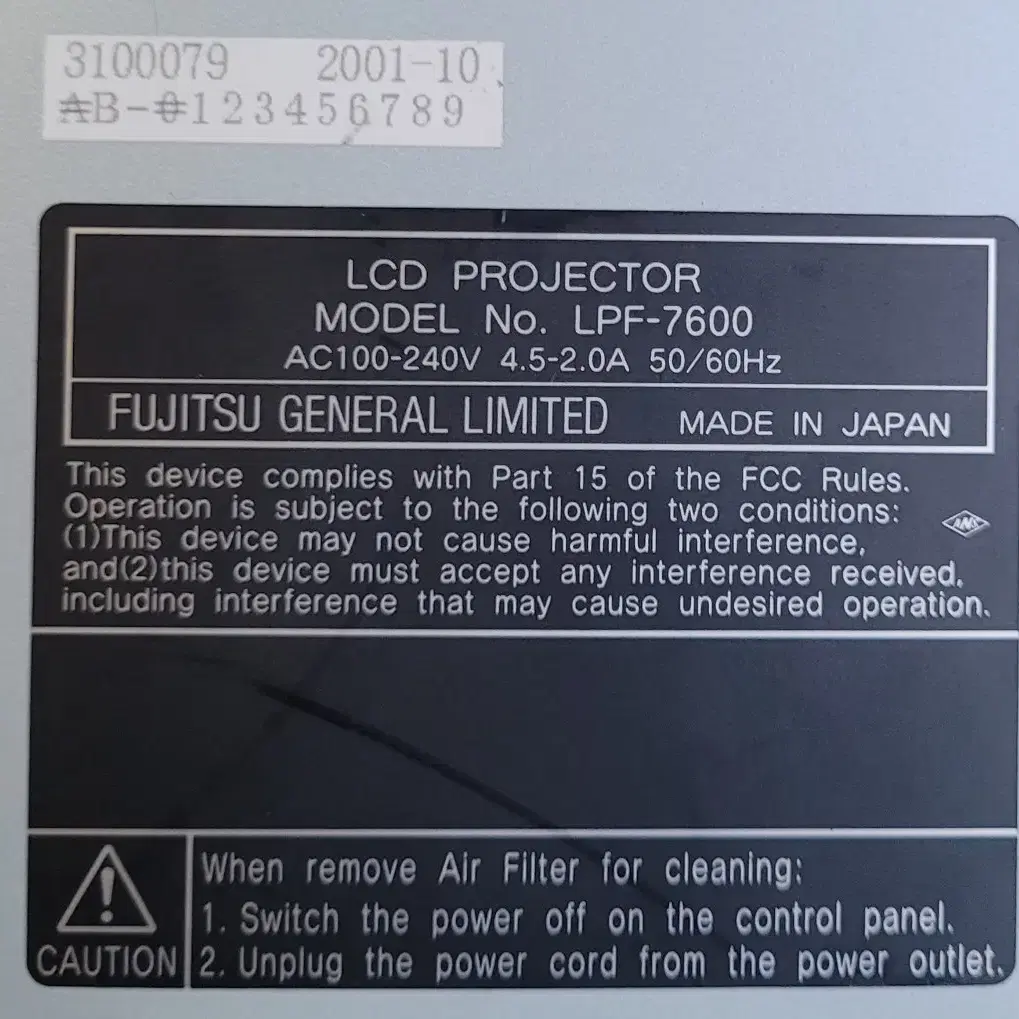 3100079 2001-10
AB-0123456789
LCD PROJECTOR
MODEL No. LPF-7600
AC100-240V 4.5-2.0A 50/60Hz
FUJITSU GENERAL LIMITED MADE IN JAPAN
This device complies with Part 15 of the FCC Rules.
Operation is subject to the following two conditions:
(1)This device may not cause harmful interference,
and(2)this device must accept any interference received,
including interference that may cause undesired operation.
When remove Air Filter for cleaning:
1. Switch the power off on the control panel.
CAUTION 2. Unplug the power cord from the power outlet.